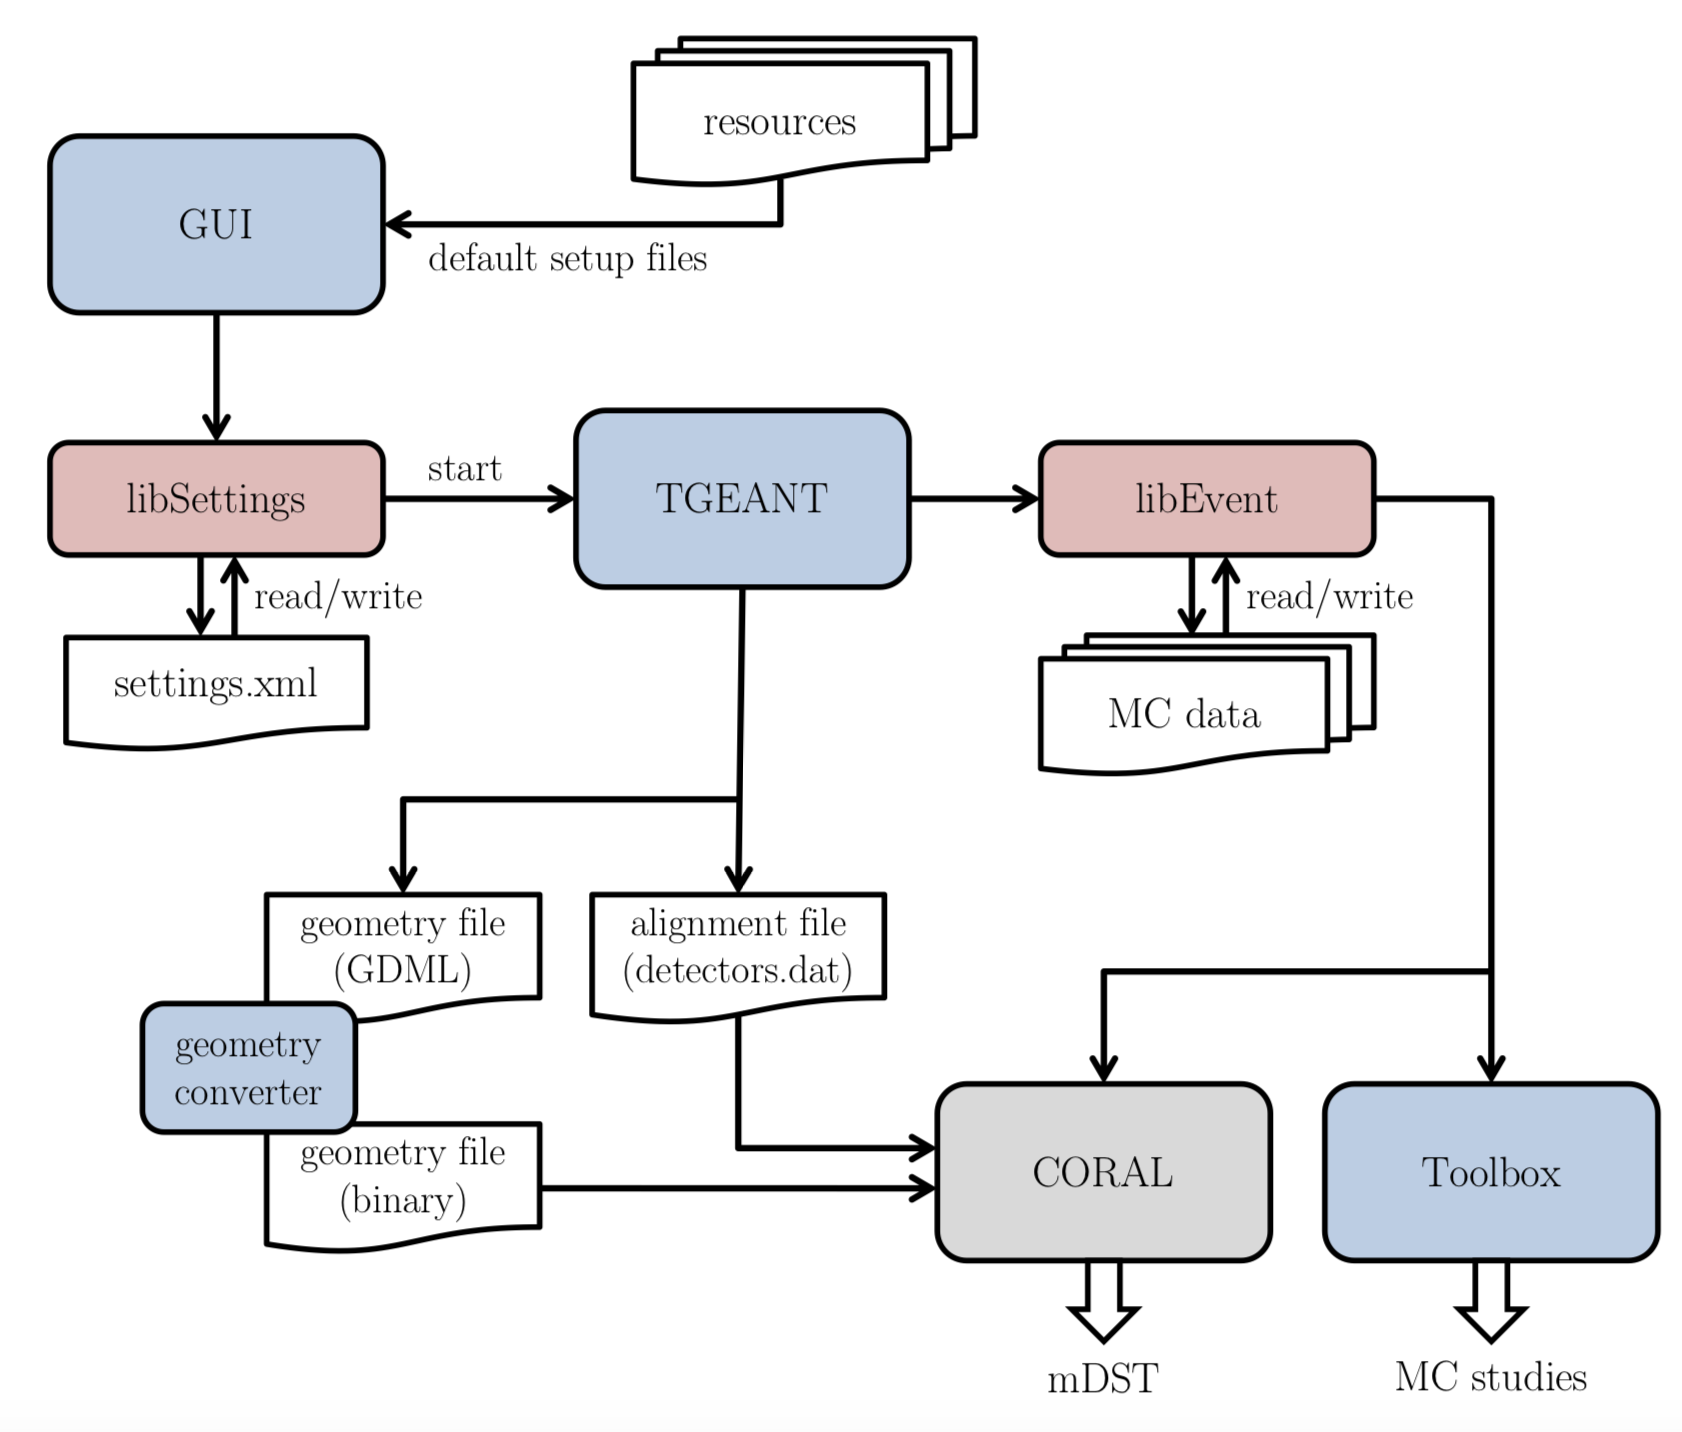 resources
GUI
default setup files
libSettings
start
TGEANT
libEvent
read/write
read/write
settings.xml
MC data
geometry file
(GDML)
alignment file
(detectors.dat)
geometry
converter
geometry file
(binary)
CORAL
Toolbox
mDST
MC studies